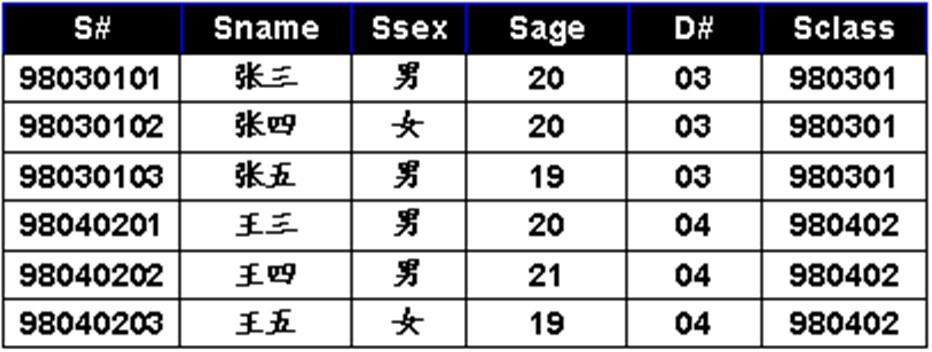 S# Sname Ssex Sage D# Sclass
98030101 张三 男 20 03 980301
98030102 张四 女 20 03 980301
98030103 张五 男 19 03 980301
98040201 王三 男 20 04 980402
98040202 王四 男 21 04 980402
98040203 王五 女 19 04 980402